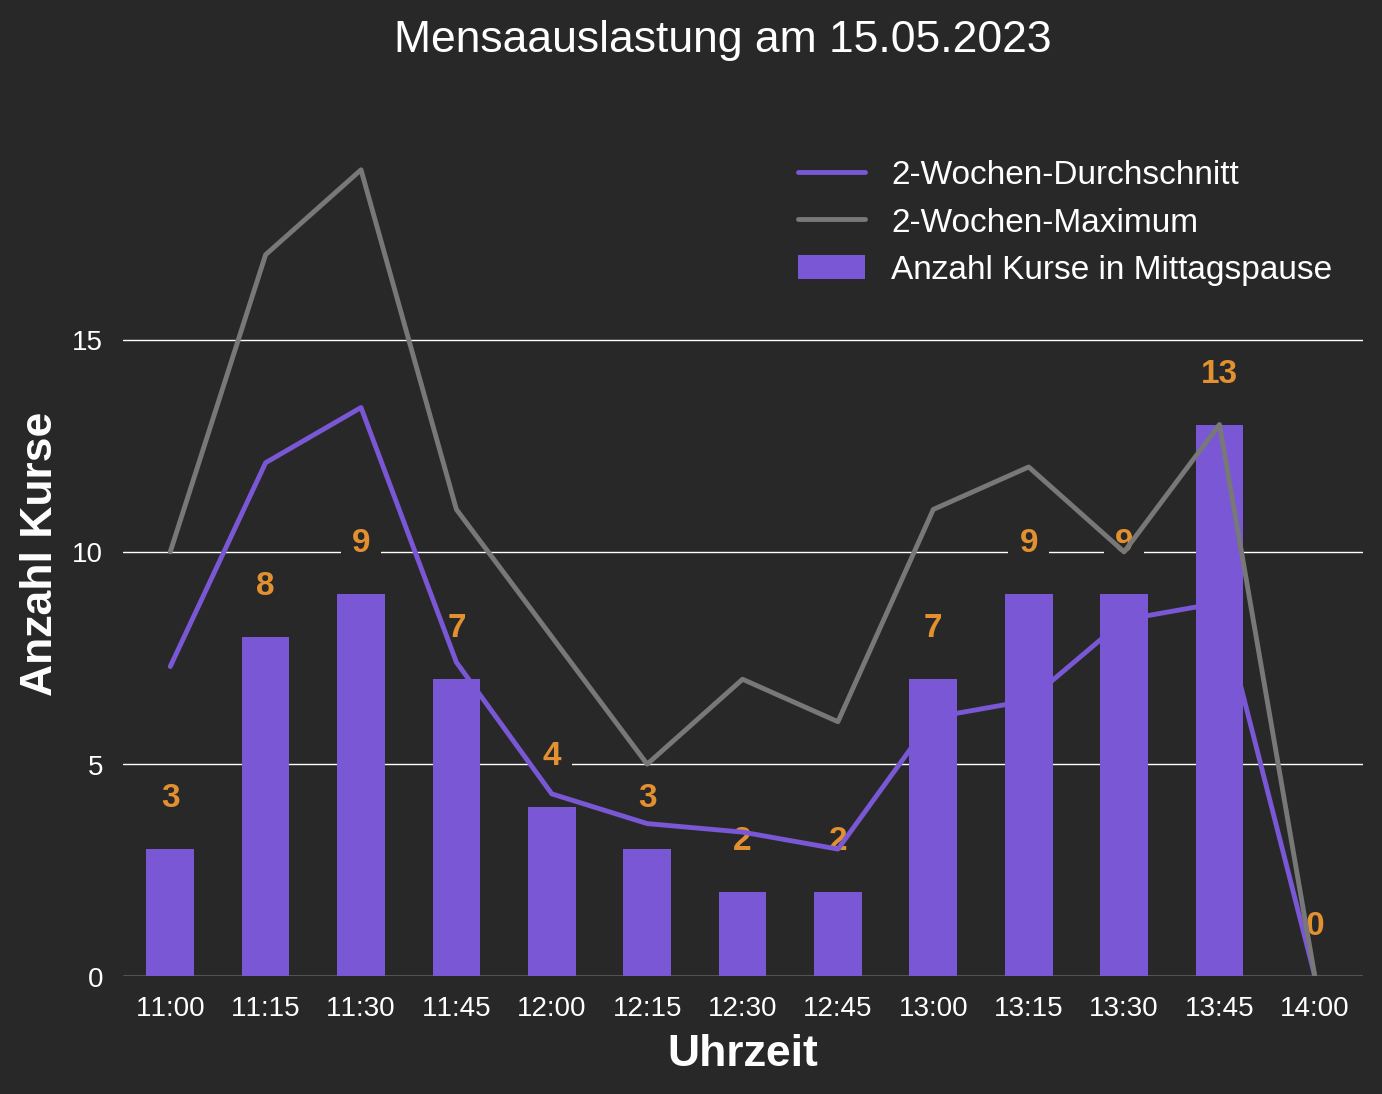 Mensaauslastung am 15.05.2023
2-Wochen-Durchschnitt
2-Wochen-Maximum
Anzahl Kurse in Mittagspause
Anzahl Kurse
15
10
5
0
3
8
9
7
4
3
2
2
7
9
9
13
0
11:00 11:15 11:30 11:45 12:00 12:15 12:30 12:45 13:00 13:15 13:30 13:45 14:00
Uhrzeit